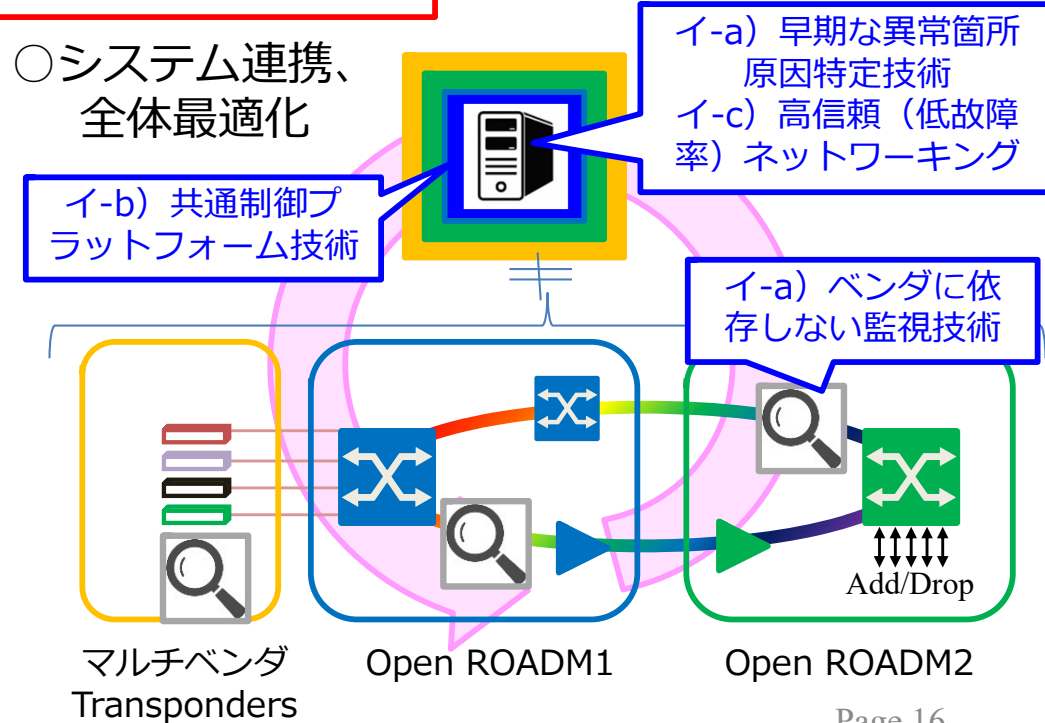 ○システム連携、
全体最適化
イ-a）早期な異常箇所
原因特定技術
イ-c）高信頼（低故障
率）ネットワーキング
イ-b）共通制御プ
ラットフォーム技術
イ-a）ベンダに依
存しない監視技術
Add/Drop
マルチベンダ
Transponders
Open ROADM1
Open ROADM2
Page 16